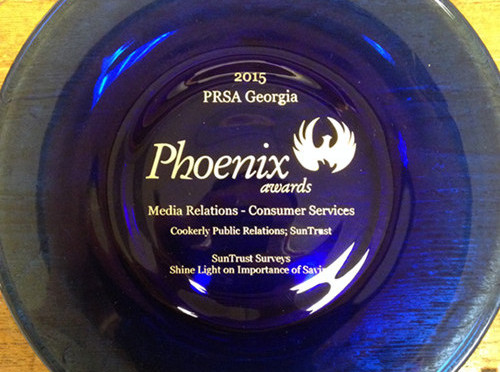 2015
PRSA Georgia
Phoenix
awards
Media Relations - Consumer Services
Cookerly Public Relations; SunTrust
SunTrust Surveys
Shine Light on Importance of